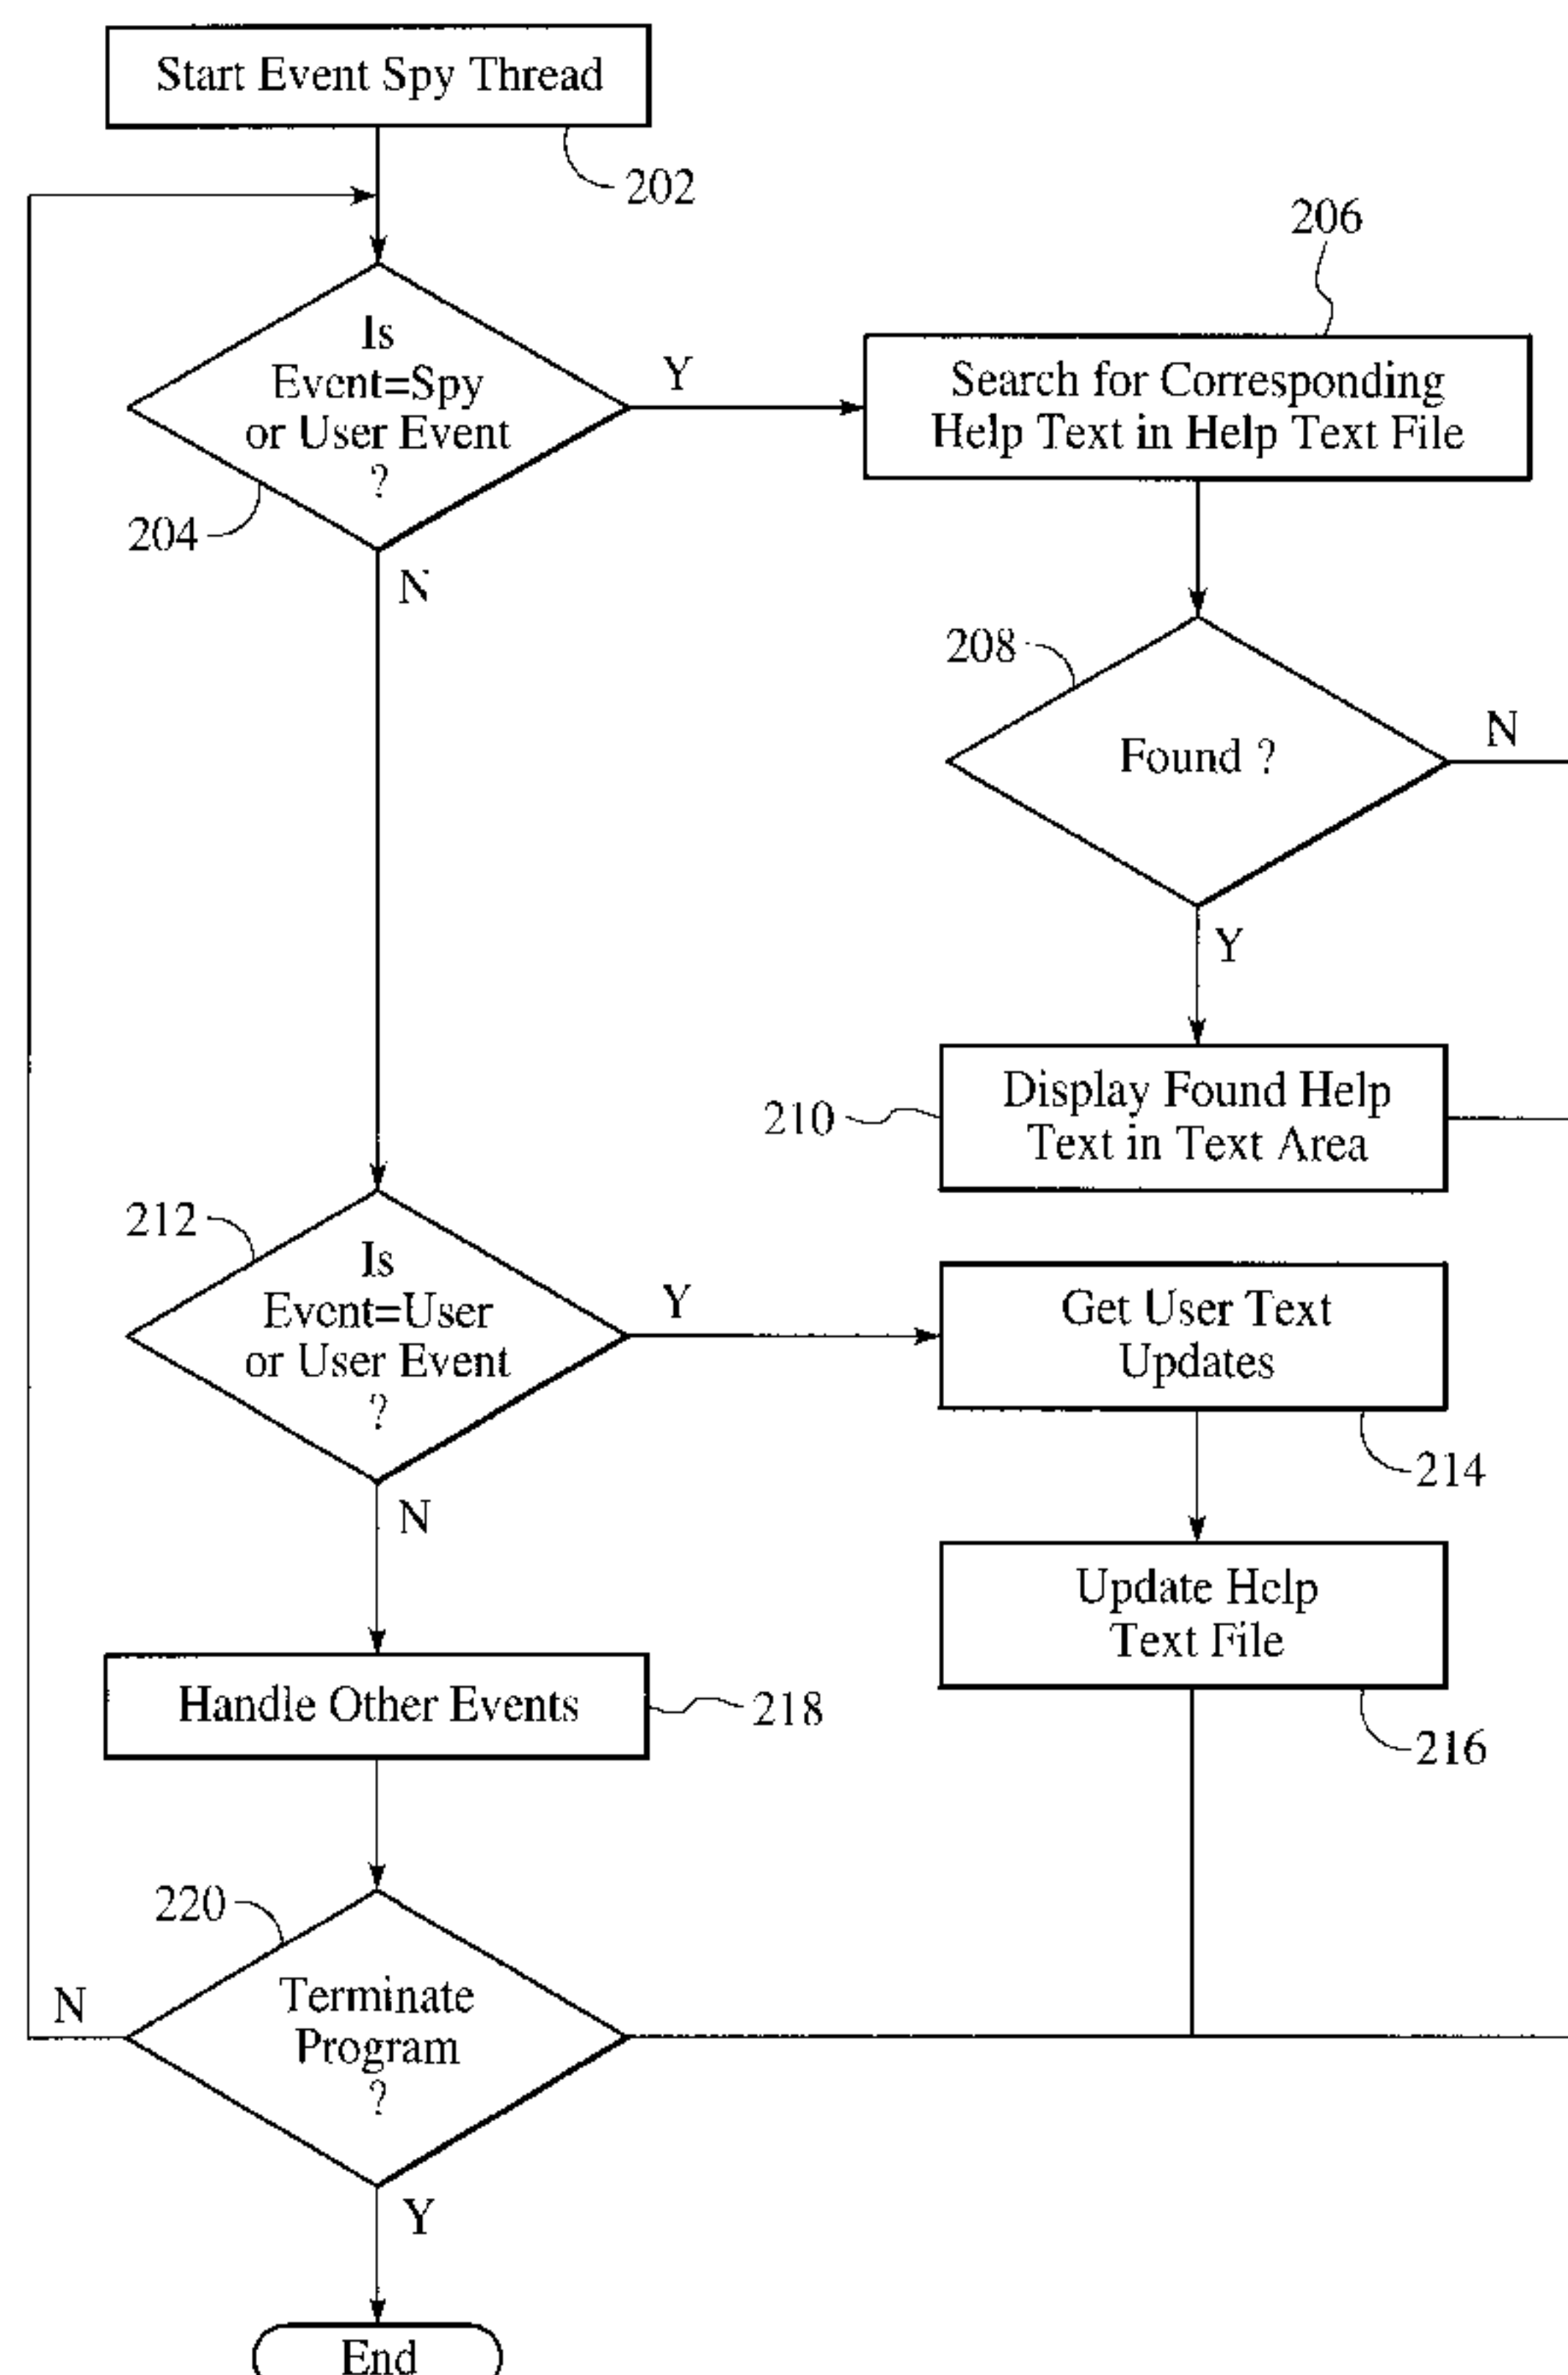 Start Event Spy Thread
202
206
Is
Event=Spy
or User Event
?
Y
Search for Corresponding
Help Text in Help Text File
204
N
208
Found ?
N
Y
210
Display Found Help
Text in Text Area
212
Is
Event=User
or User Event
?
Y
Get User Text
Updates
214
N
Update Help
Text File
216
Handle Other Events
218
220
Terminate
Program
?
N
Y
End